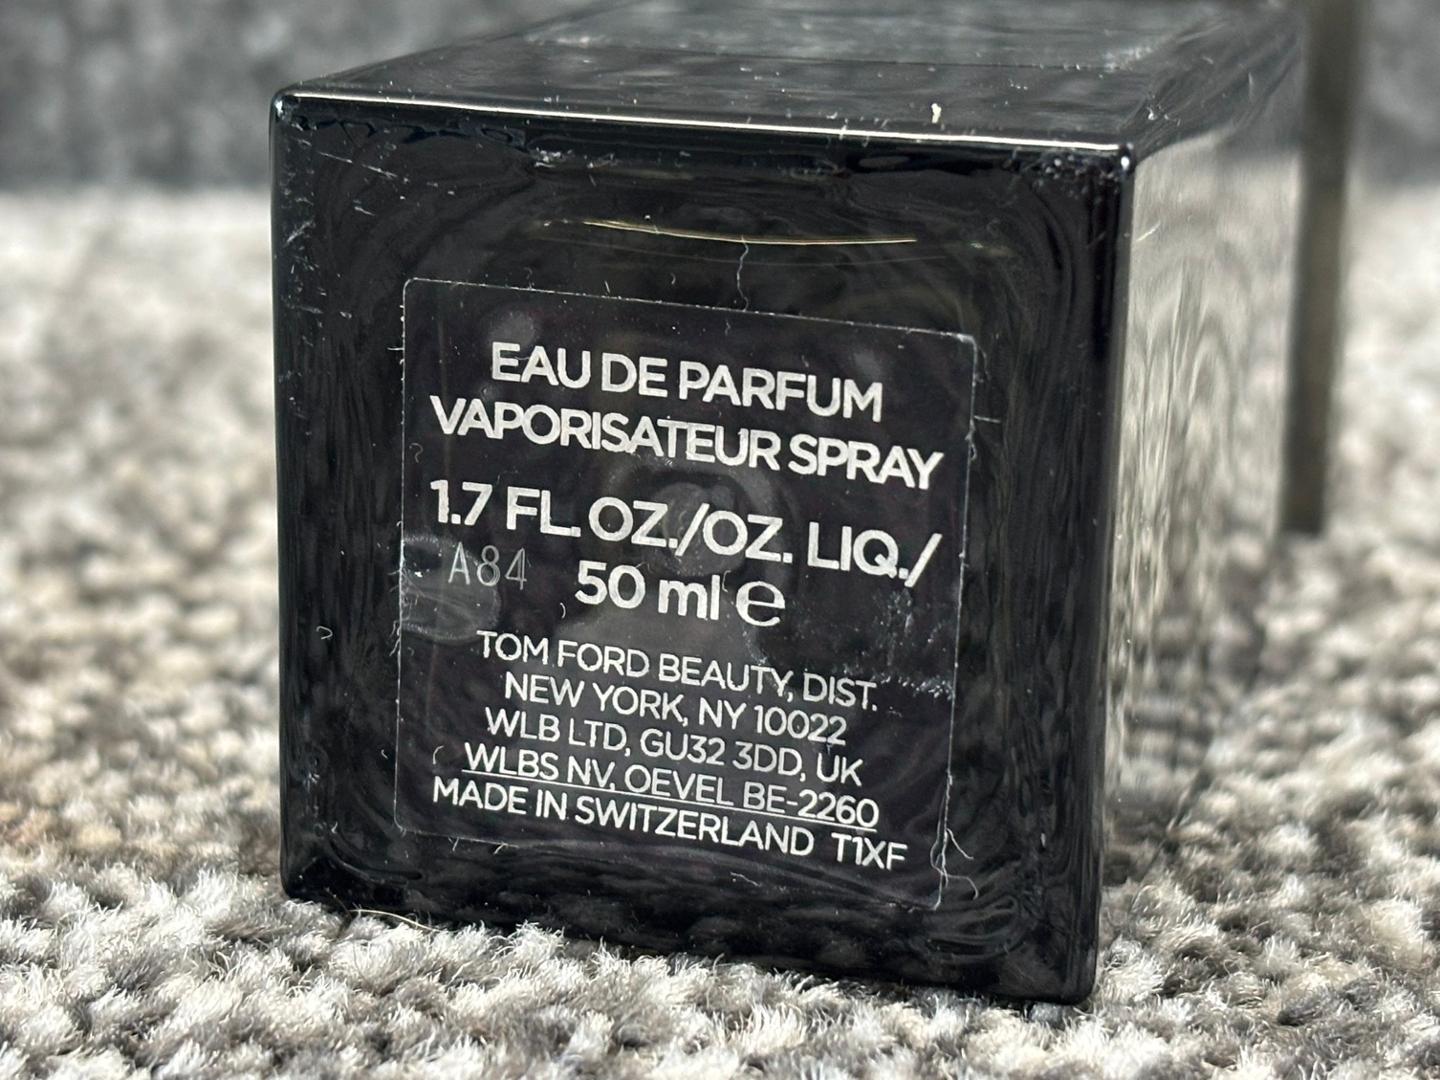 EAU DE PARFUM
VAPORISATEUR SPRAY
1.7 FL. OZ./OZ. LIQ./
A84 50 ml ℮
TOM FORD BEAUTY, DIST.
NEW YORK, NY 10022
WLB LTD, GU32 3DD, UK
WLBS NV, OEVEL BE-2260
MADE IN SWITZERLAND T1XF